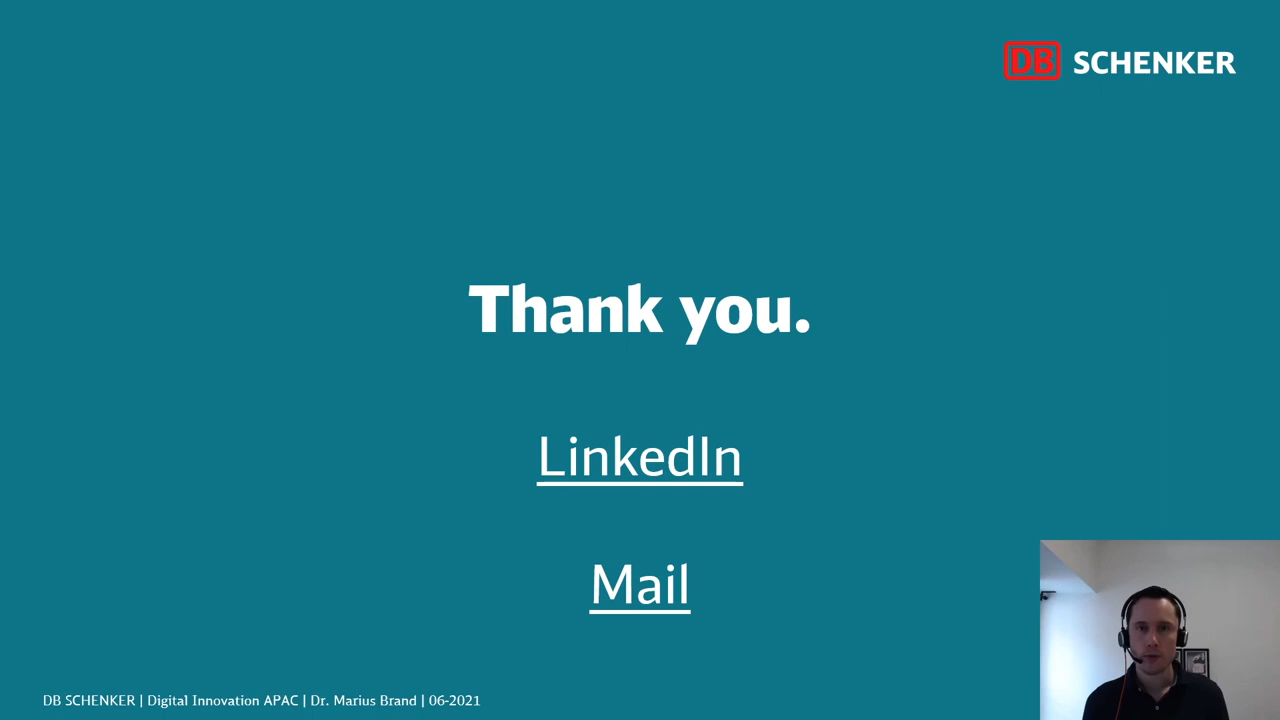 DB SCHENKER
Thank you.
LinkedIn
Mail
DB SCHENKER | Digital Innovation APAC | Dr. Marius Brand | 06-2021